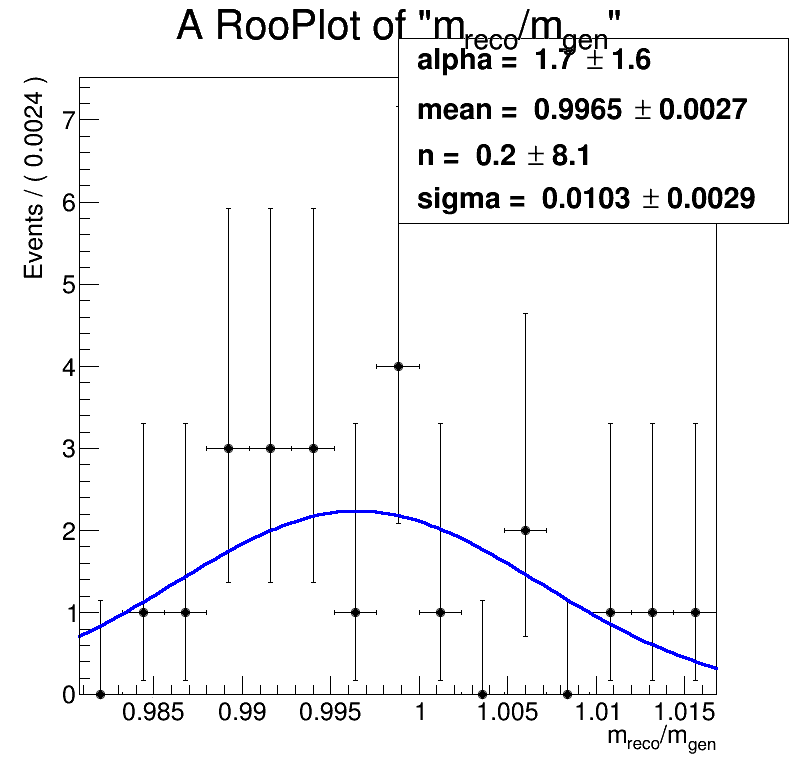 A RooPlot of "m_reco/m_gen"
alpha = 1.7 ± 1.6
mean = 0.9965 ± 0.0027
n = 0.2 ± 8.1
sigma = 0.0103 ± 0.0029
Events / ( 0.0024 )
7
6
5
4
3
2
1
0
0.985 0.99 0.995 1 1.005 1.01 1.015
m_reco/m_gen